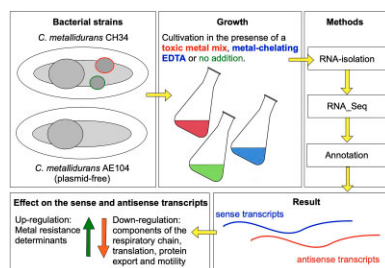 Bacterial strains
C. metallidurans CH34
C. metallidurans AE104
(plasmid-free)
Growth
Cultivation in the presence of a
toxic metal mix, metal-chelating
EDTA or no addition.
Methods
RNA-isolation
RNA_Seq
Annotation
Result
sense transcripts
antisense transcripts
Effect on the sense and antisense transcripts
Up-regulation:
Metal resistance
determinants
Down-regulation:
components of the
respiratory chain,
translation, protein
export and motility